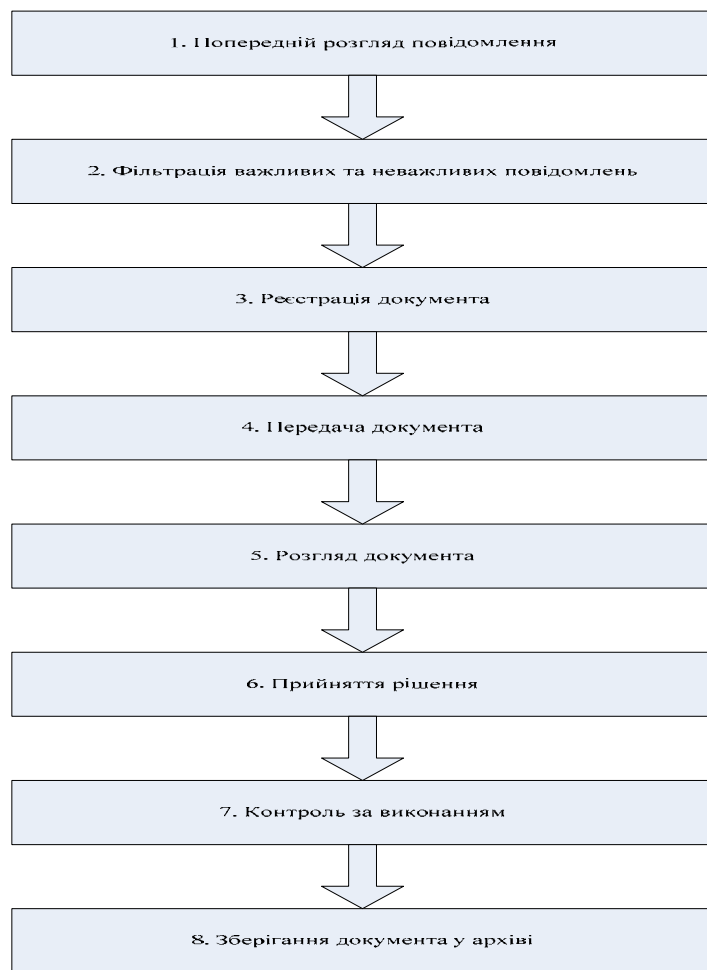 1. Попередній розгляд повідомлення
2. Фільтрація важливих та неважливих повідомлень
3. Реєстрація документа
4. Передача документа
5. Розгляд документа
6. Прийняття рішення
7. Контроль за виконанням
8. Зберігання документа у архіві